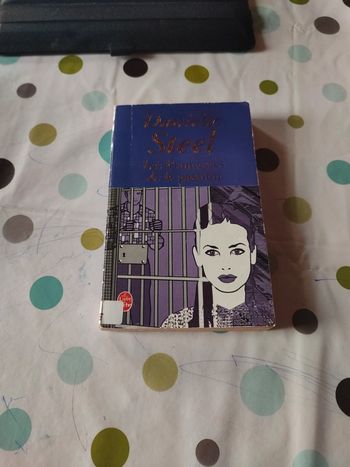 Danielle
Steel
Les Promesses
de la passion